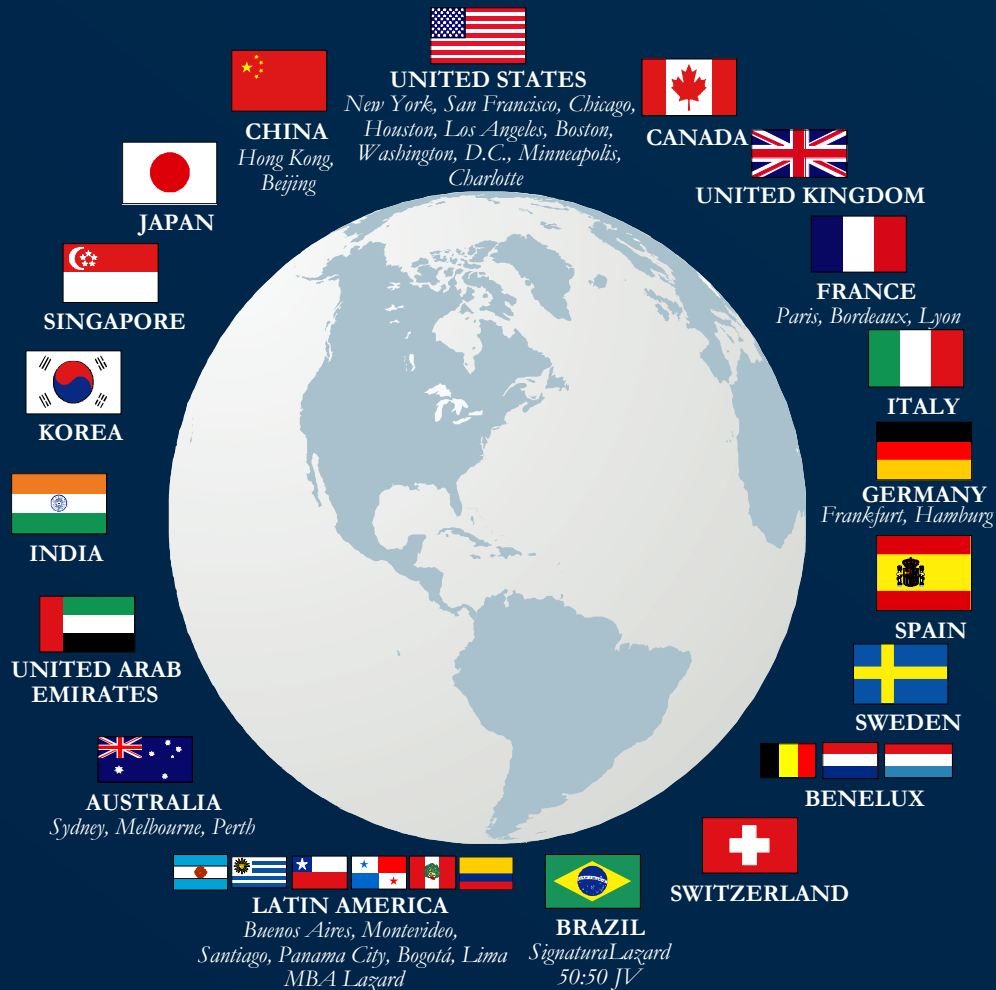 UNITED STATES
New York, San Francisco, Chicago,
Houston, Los Angeles, Boston,
Washington, D.C., Minneapolis,
Charlotte
CANADA
UNITED KINGDOM
FRANCE
Paris, Bordeaux, Lyon
ITALY
GERMANY
Frankfurt, Hamburg
SPAIN
SWEDEN
BENELUX
SWITZERLAND
BRAZIL
SignaturaLazard
50:50 JV
LATIN AMERICA
Buenos Aires, Montevideo,
Santiago, Panama City, Bogotá, Lima
MBA Lazard
AUSTRALIA
Sydney, Melbourne, Perth
UNITED ARAB
EMIRATES
INDIA
KOREA
SINGAPORE
JAPAN
CHINA
Hong Kong,
Beijing